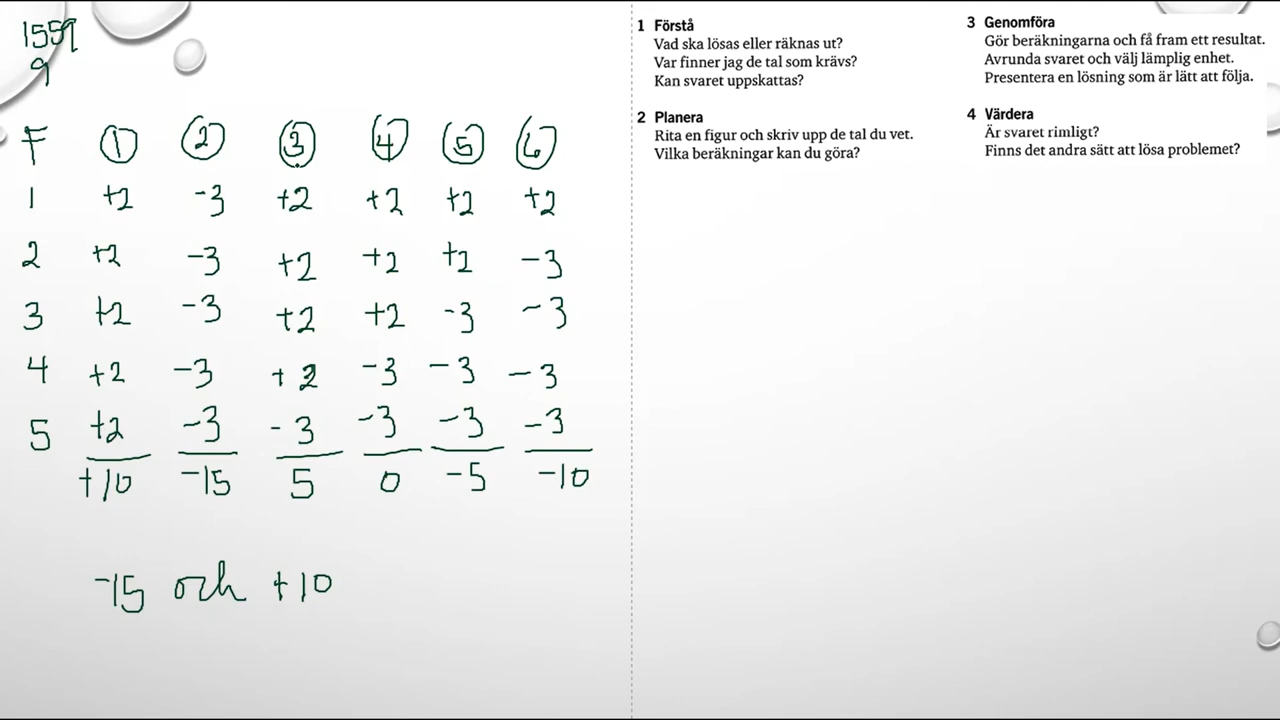 1559
9
F ① ② ③ ④ ⑤ ⑥
1 +2 -3 +2 +2 +2 +2
2 +2 -3 +2 +2 +2 -3
3 +2 -3 +2 +2 -3 -3
4 +2 -3 +2 -3 -3 -3
5 +2 -3 -3 -3 -3 -3
+10 -15 5 0 -5 -10
-15 och +10
1 Förstå
Vad ska lösas eller räknas ut?
Var finner jag de tal som krävs?
Kan svaret uppskattas?
2 Planera
Rita en figur och skriv upp de tal du vet.
Vilka beräkningar kan du göra?
3 Genomföra
Gör beräkningarna och få fram ett resultat.
Avrunda svaret och välj lämplig enhet.
Presentera en lösning som är lätt att följa.
4 Värdera
Är svaret rimligt?
Finns det andra sätt att lösa problemet?